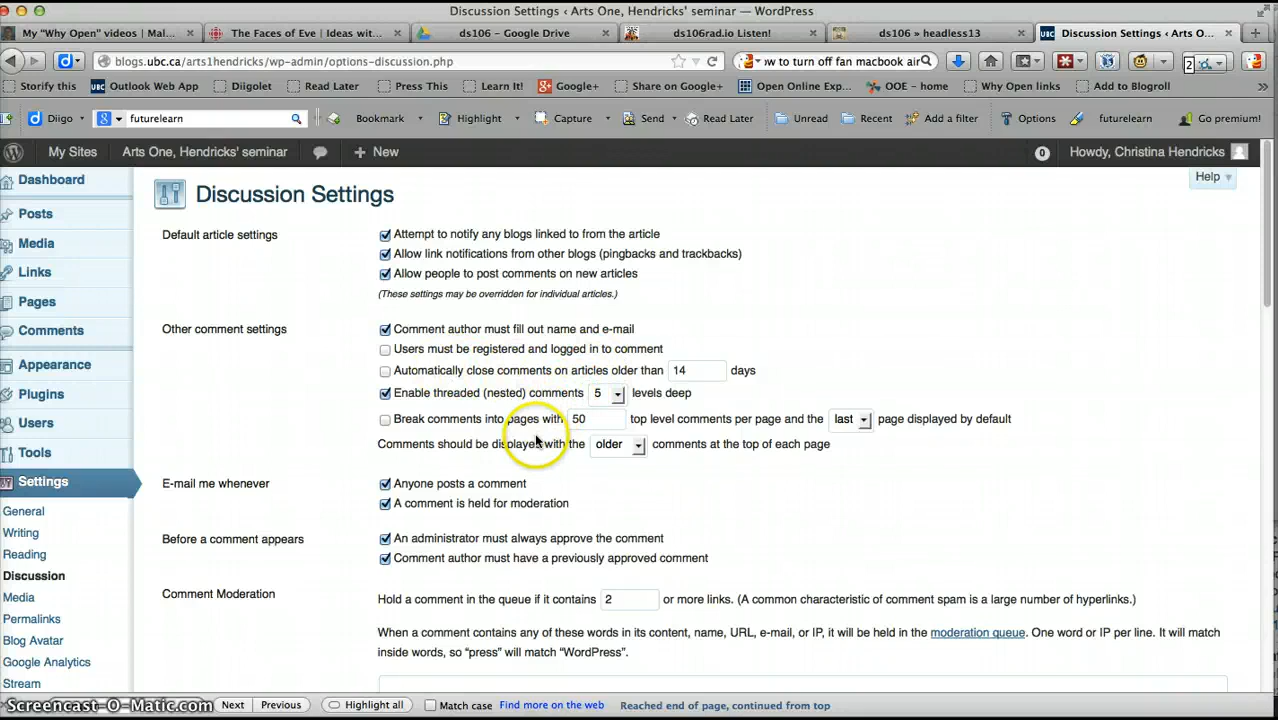 Discussion Settings ‹ Arts One, Hendricks' seminar — WordPress
My "Why Open" videos | Mal...
The Faces of Eve | Ideas wit...
ds106 – Google Drive
ds106rad.io Listen!
ds106 » headless13
Discussion Settings ‹ Arts O...
blogs.ubc.ca/arts1hendricks/wp-admin/options-discussion.php
ow to turn off fan macbook air
2
Storify this
Outlook Web App
Diigolet
Read Later
Press This
Learn It!
Google+
Share on Google+
Open Online Exp...
OOE – home
Why Open links
Add to Blogroll
Diigo
futurelearn
Bookmark
Highlight
Capture
Send
Read Later
Unread
Recent
Add a filter
Options
futurelearn
Go premium!
My Sites
Arts One, Hendricks' seminar
+ New
0
Howdy, Christina Hendricks
Dashboard
Posts
Media
Links
Pages
Comments
Appearance
Plugins
Users
Tools
Settings
General
Writing
Reading
Discussion
Media
Permalinks
Blog Avatar
Google Analytics
Stream
Help
Discussion Settings
Default article settings
Attempt to notify any blogs linked to from the article
Allow link notifications from other blogs (pingbacks and trackbacks)
Allow people to post comments on new articles
(These settings may be overridden for individual articles.)
Other comment settings
Comment author must fill out name and e-mail
Users must be registered and logged in to comment
Automatically close comments on articles older than 14 days
Enable threaded (nested) comments 5 levels deep
Break comments into pages with 50 top level comments per page and the last page displayed by default
Comments should be displayed with the older comments at the top of each page
E-mail me whenever
Anyone posts a comment
A comment is held for moderation
Before a comment appears
An administrator must always approve the comment
Comment author must have a previously approved comment
Comment Moderation
Hold a comment in the queue if it contains 2 or more links. (A common characteristic of comment spam is a large number of hyperlinks.)
When a comment contains any of these words in its content, name, URL, e-mail, or IP, it will be held in the moderation queue. One word or IP per line. It will match
inside words, so "press" will match "WordPress".
Screencast-O-Matic.com
Next
Previous
Highlight all
Match case
Find more on the web
Reached end of page, continued from top